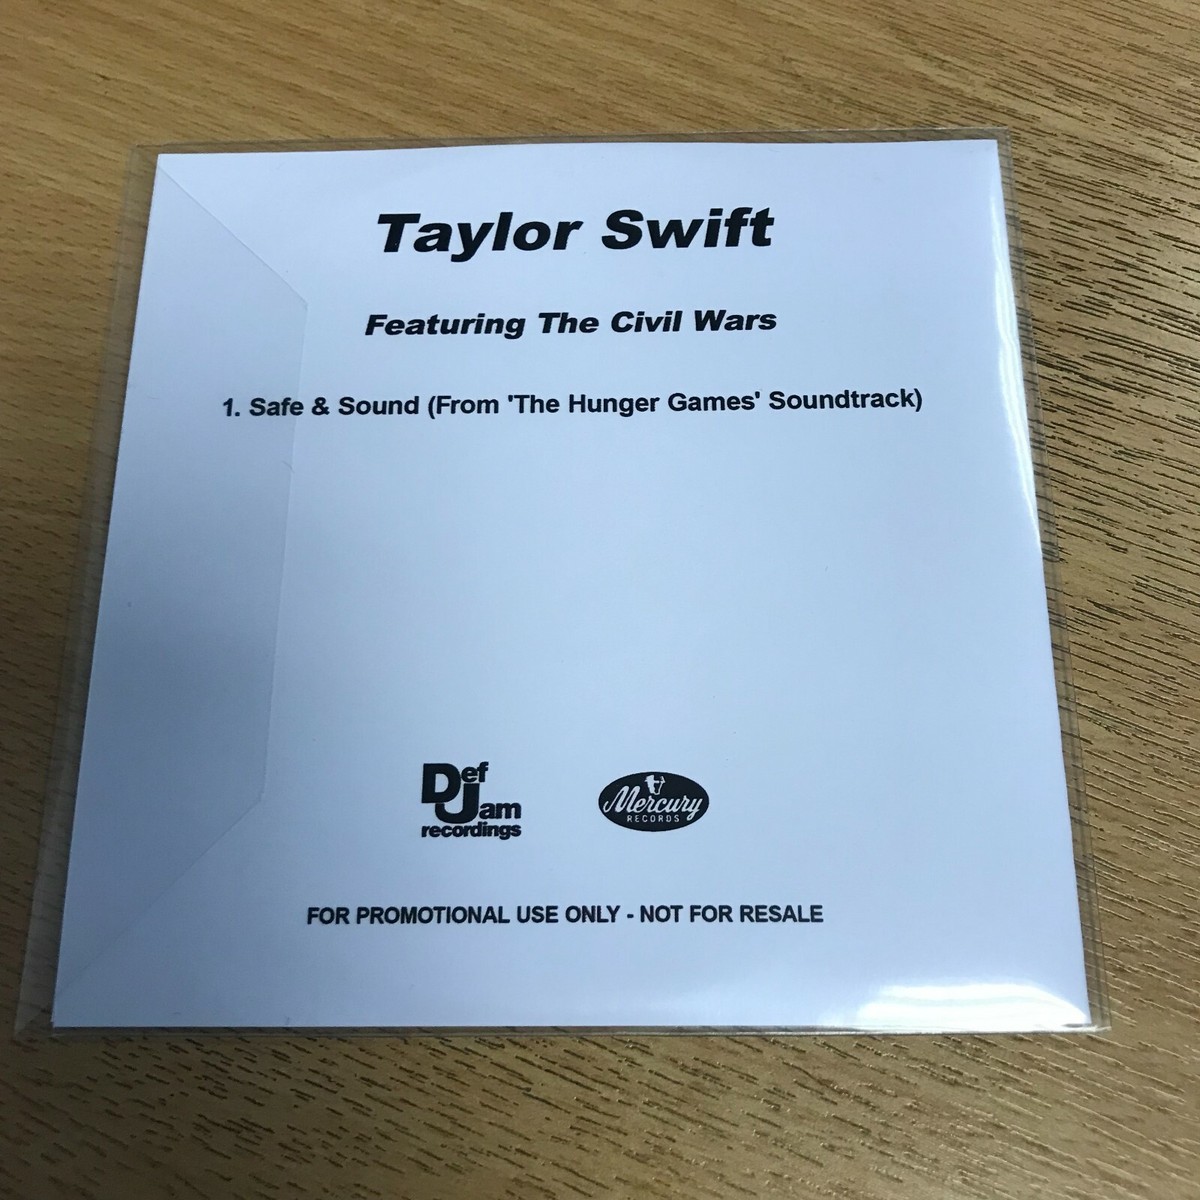 Taylor Swift
Featuring The Civil Wars
1. Safe & Sound (From 'The Hunger Games' Soundtrack)
Def
Jam
recordings
Mercury
RECORDS
FOR PROMOTIONAL USE ONLY - NOT FOR RESALE